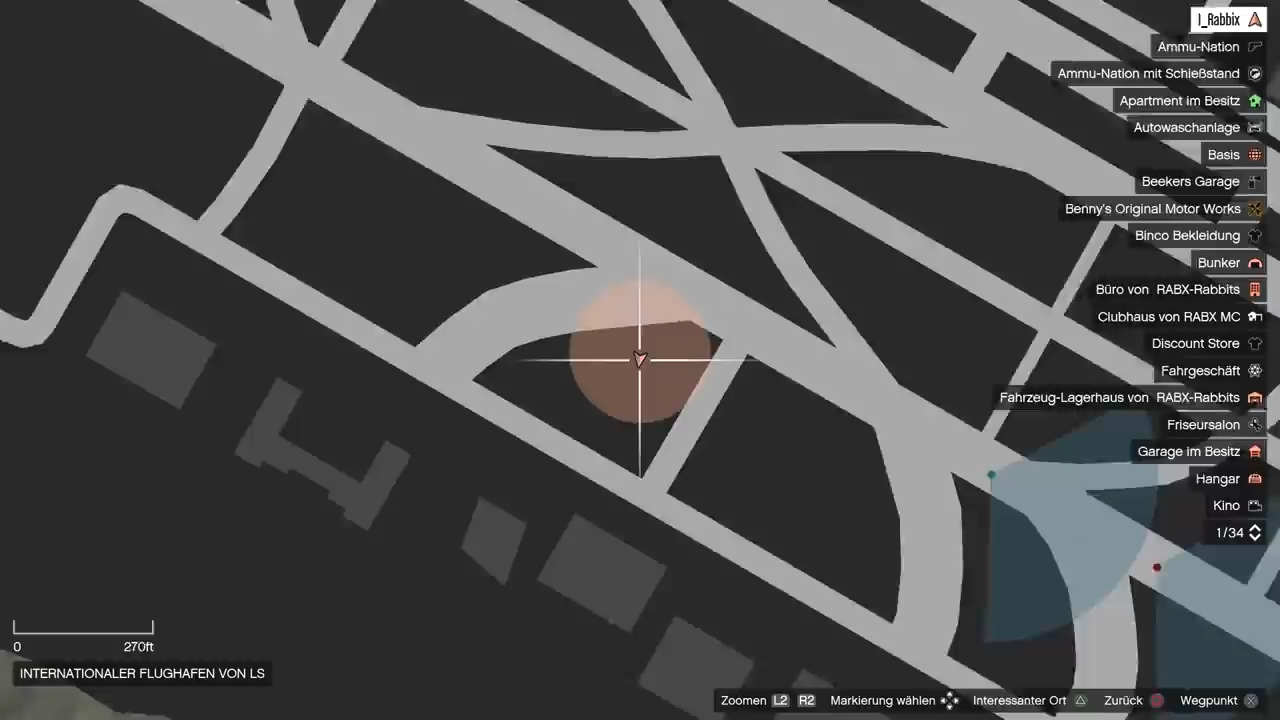 I_Rabbix
Ammu-Nation
Ammu-Nation mit Schießstand
Apartment im Besitz
Autowaschanlage
Basis
Beekers Garage
Benny's Original Motor Works
Binco Bekleidung
Bunker
Büro von RABX-Rabbits
Clubhaus von RABX MC
Discount Store
Fahrgeschäft
Fahrzeug-Lagerhaus von RABX-Rabbits
Friseursalon
Garage im Besitz
Hangar
Kino
1/34
0 270ft
INTERNATIONALER FLUGHAFEN VON LS
Zoomen L2 R2 Markierung wählen Interessanter Ort Zurück Wegpunkt